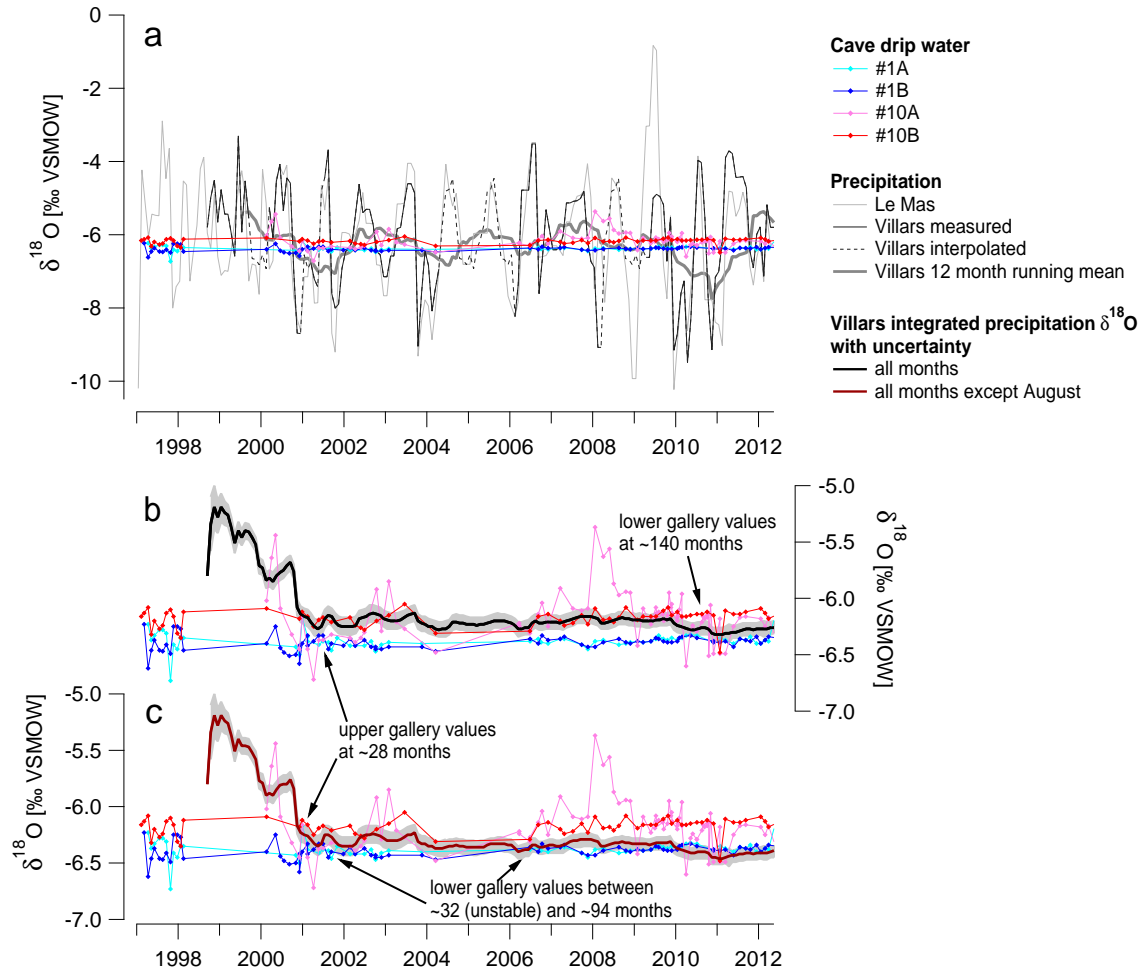 a
0
-2
-4
-6
-8
-10
δ18O [‰ VSMOW]
1998 2000 2002 2004 2006 2008 2010 2012
Cave drip water
#1A
#1B
#10A
#10B
Precipitation
Le Mas
Villars measured
Villars interpolated
Villars 12 month running mean
Villars integrated precipitation δ18O
with uncertainty
all months
all months except August
b
lower gallery values
at ~140 months
-5.0
-5.5
-6.0
-6.5
-7.0
δ18O [‰ VSMOW]
upper gallery values
at ~28 months
c
-5.0
-5.5
-6.0
-6.5
-7.0
δ18O [‰ VSMOW]
lower gallery values between
~32 (unstable) and ~94 months
1998 2000 2002 2004 2006 2008 2010 2012